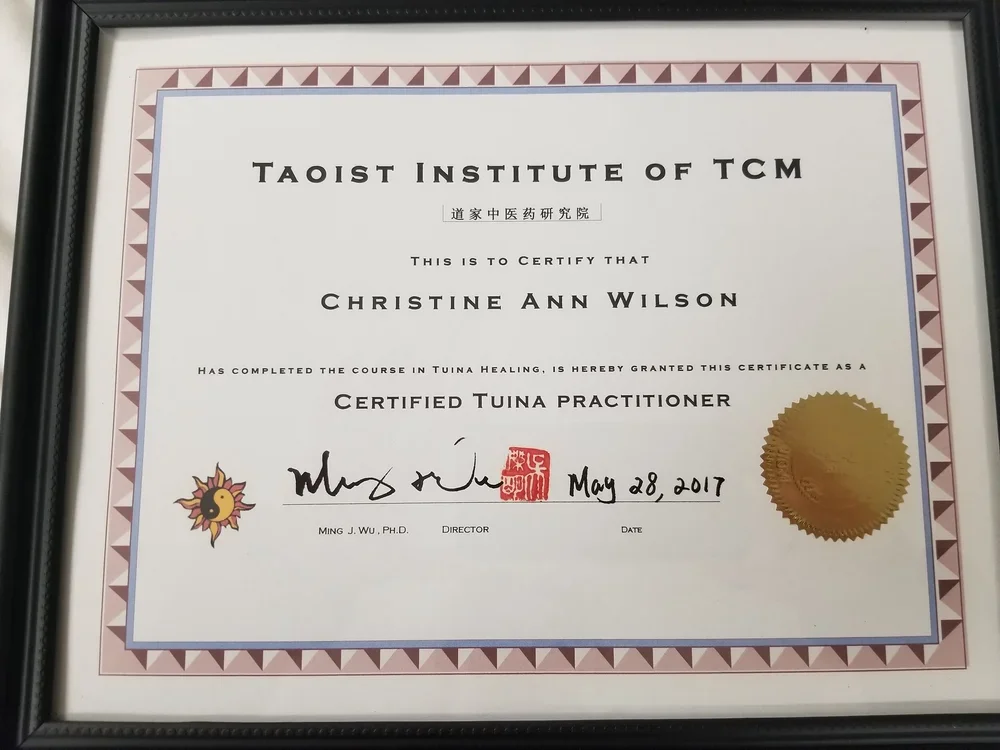 TAOIST INSTITUTE OF TCM
道家中医药研究院
THIS IS TO CERTIFY THAT
CHRISTINE ANN WILSON
HAS COMPLETED THE COURSE IN TUINA HEALING, IS HEREBY GRANTED THIS CERTIFICATE AS A
CERTIFIED TUINA PRACTITIONER
May 28, 2017
MING J. WU, PH.D. DIRECTOR DATE